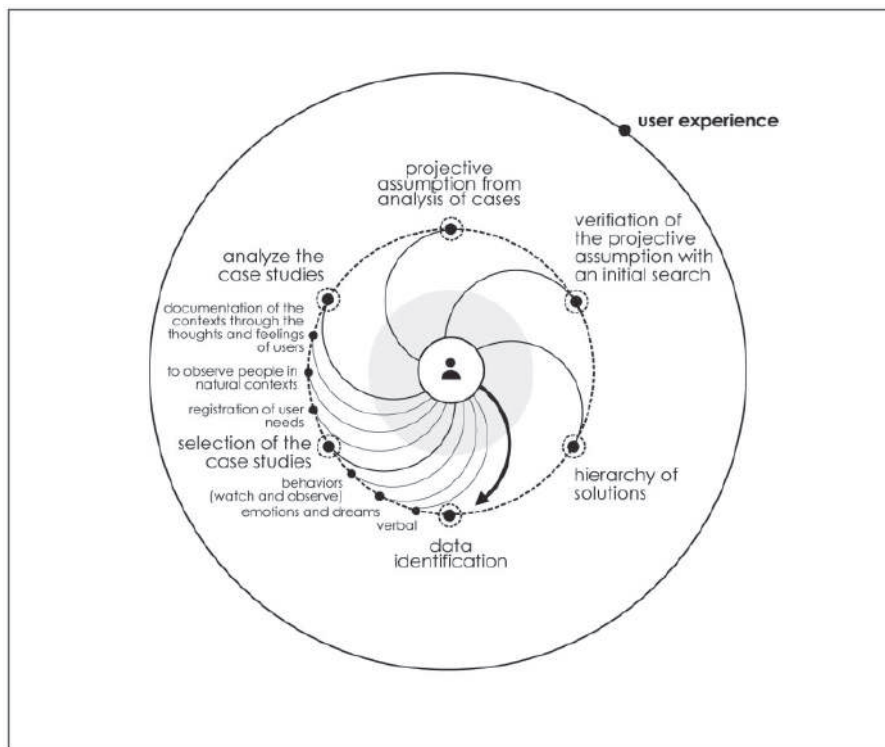 user experience
projective
assumption from
analysis of cases
verifiation of
the projective
assumption with
an initial search
analyze the
case studies
documentation of the
contexts through the
thoughts and feelings
of users
to observe people in
natural contexts
registration of user
needs
selection of the
case studies
behaviors
(watch and observe)
emotions and dreams
verbal
data
identification
hierarchy of
solutions